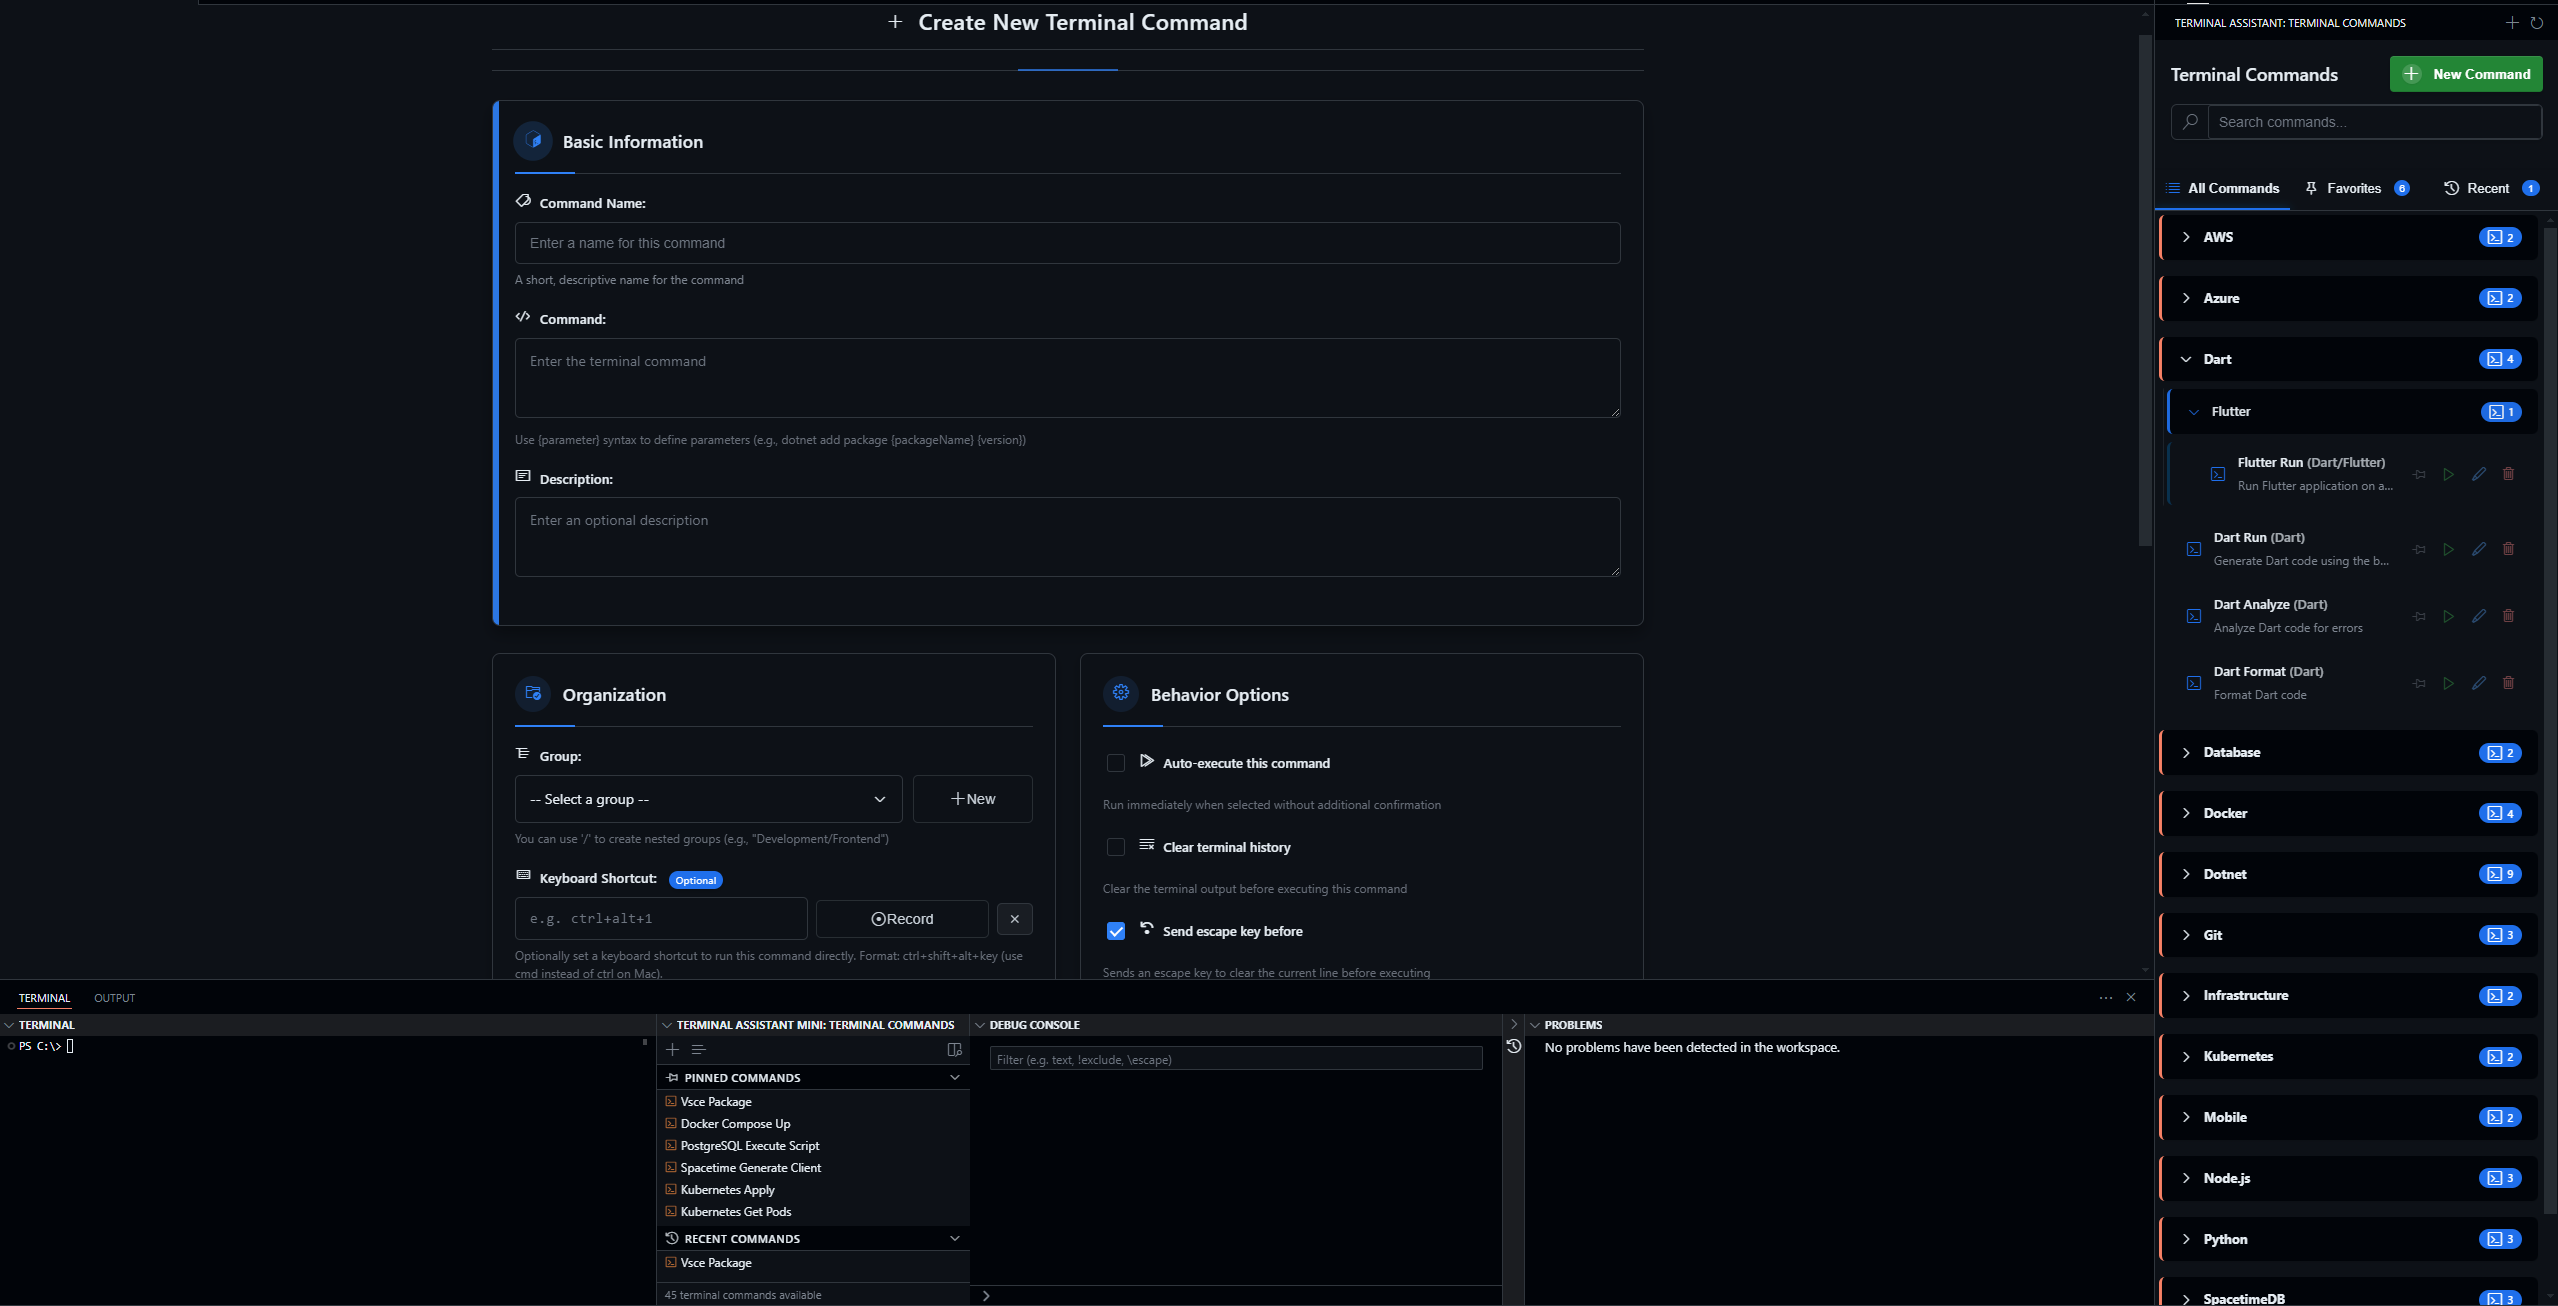 Create New Terminal Command
Basic Information
Command Name:
Enter a name for this command
A short, descriptive name for the command
Command:
Enter the terminal command
Use {parameter} syntax to define parameters (e.g., dotnet add package {packageName} {version})
Description:
Enter an optional description
Organization
Group:
-- Select a group --
New
You can use '/' to create nested groups (e.g., "Development/Frontend")
Keyboard Shortcut: Optional
e.g. ctrl+alt+1
Record
Optionally set a keyboard shortcut to run this command directly. Format: ctrl+shift+alt+key (use
cmd instead of ctrl on Mac).
Behavior Options
Auto-execute this command
Run immediately when selected without additional confirmation
Clear terminal history
Clear the terminal output before executing this command
Send escape key before
Sends an escape key to clear the current line before executing
TERMINAL ASSISTANT: TERMINAL COMMANDS
Terminal Commands
New Command
Search commands...
All Commands
Favorites 6
Recent 1
AWS 2
Azure 2
Dart 4
Flutter 1
Flutter Run (Dart/Flutter)
Run Flutter application on a...
Dart Run (Dart)
Generate Dart code using the b...
Dart Analyze (Dart)
Analyze Dart code for errors
Dart Format (Dart)
Format Dart code
Database 2
Docker 4
Dotnet 9
Git 3
Infrastructure 2
Kubernetes 2
Mobile 2
Node.js 3
Python 3
SpacetimeDB 3
TERMINAL OUTPUT
TERMINAL
PS C:\>
TERMINAL ASSISTANT MINI: TERMINAL COMMANDS
PINNED COMMANDS
Vsce Package
Docker Compose Up
PostgreSQL Execute Script
Spacetime Generate Client
Kubernetes Apply
Kubernetes Get Pods
RECENT COMMANDS
Vsce Package
45 terminal commands available
DEBUG CONSOLE
Filter (e.g. text, !exclude, \escape)
PROBLEMS
No problems have been detected in the workspace.